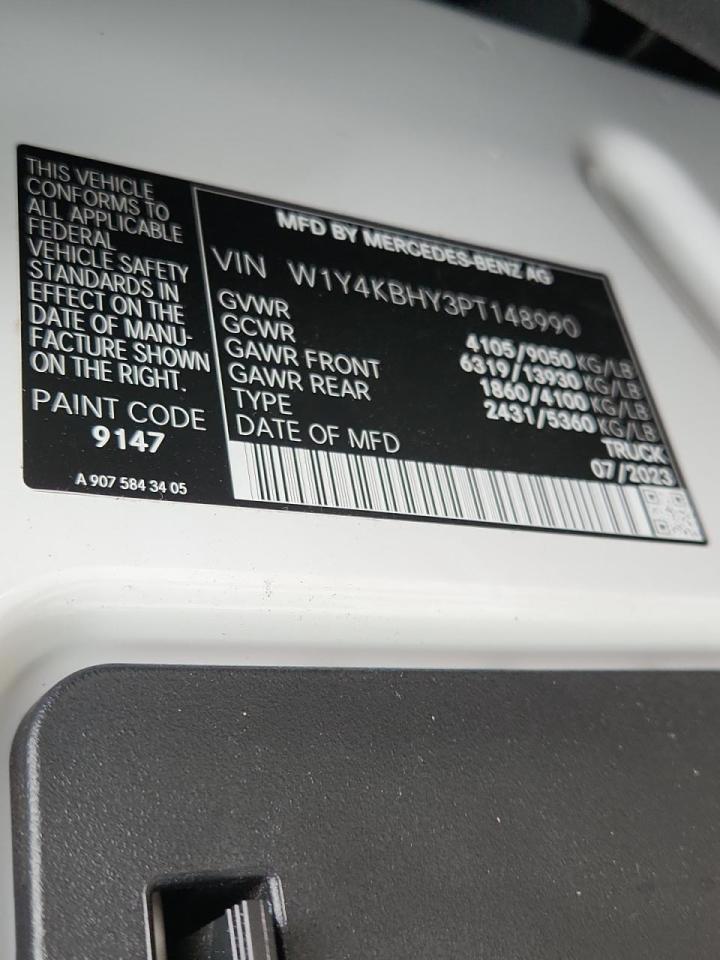 THIS VEHICLE
CONFORMS TO
ALL APPLICABLE
FEDERAL
VEHICLE SAFETY
STANDARDS IN
EFFECT ON THE
DATE OF MANU-
FACTURE SHOWN
ON THE RIGHT.
PAINT CODE
9147
A 907 584 34 05
MFD BY MERCEDES-BENZ AG
VIN W1Y4KBHY3PT148990
GVWR 4105/9050 KG/LB
GCWR 6319/13930 KG/LB
GAWR FRONT 1860/4100 KG/LB
GAWR REAR 2431/5360 KG/LB
TYPE TRUCK
DATE OF MFD 07/2023